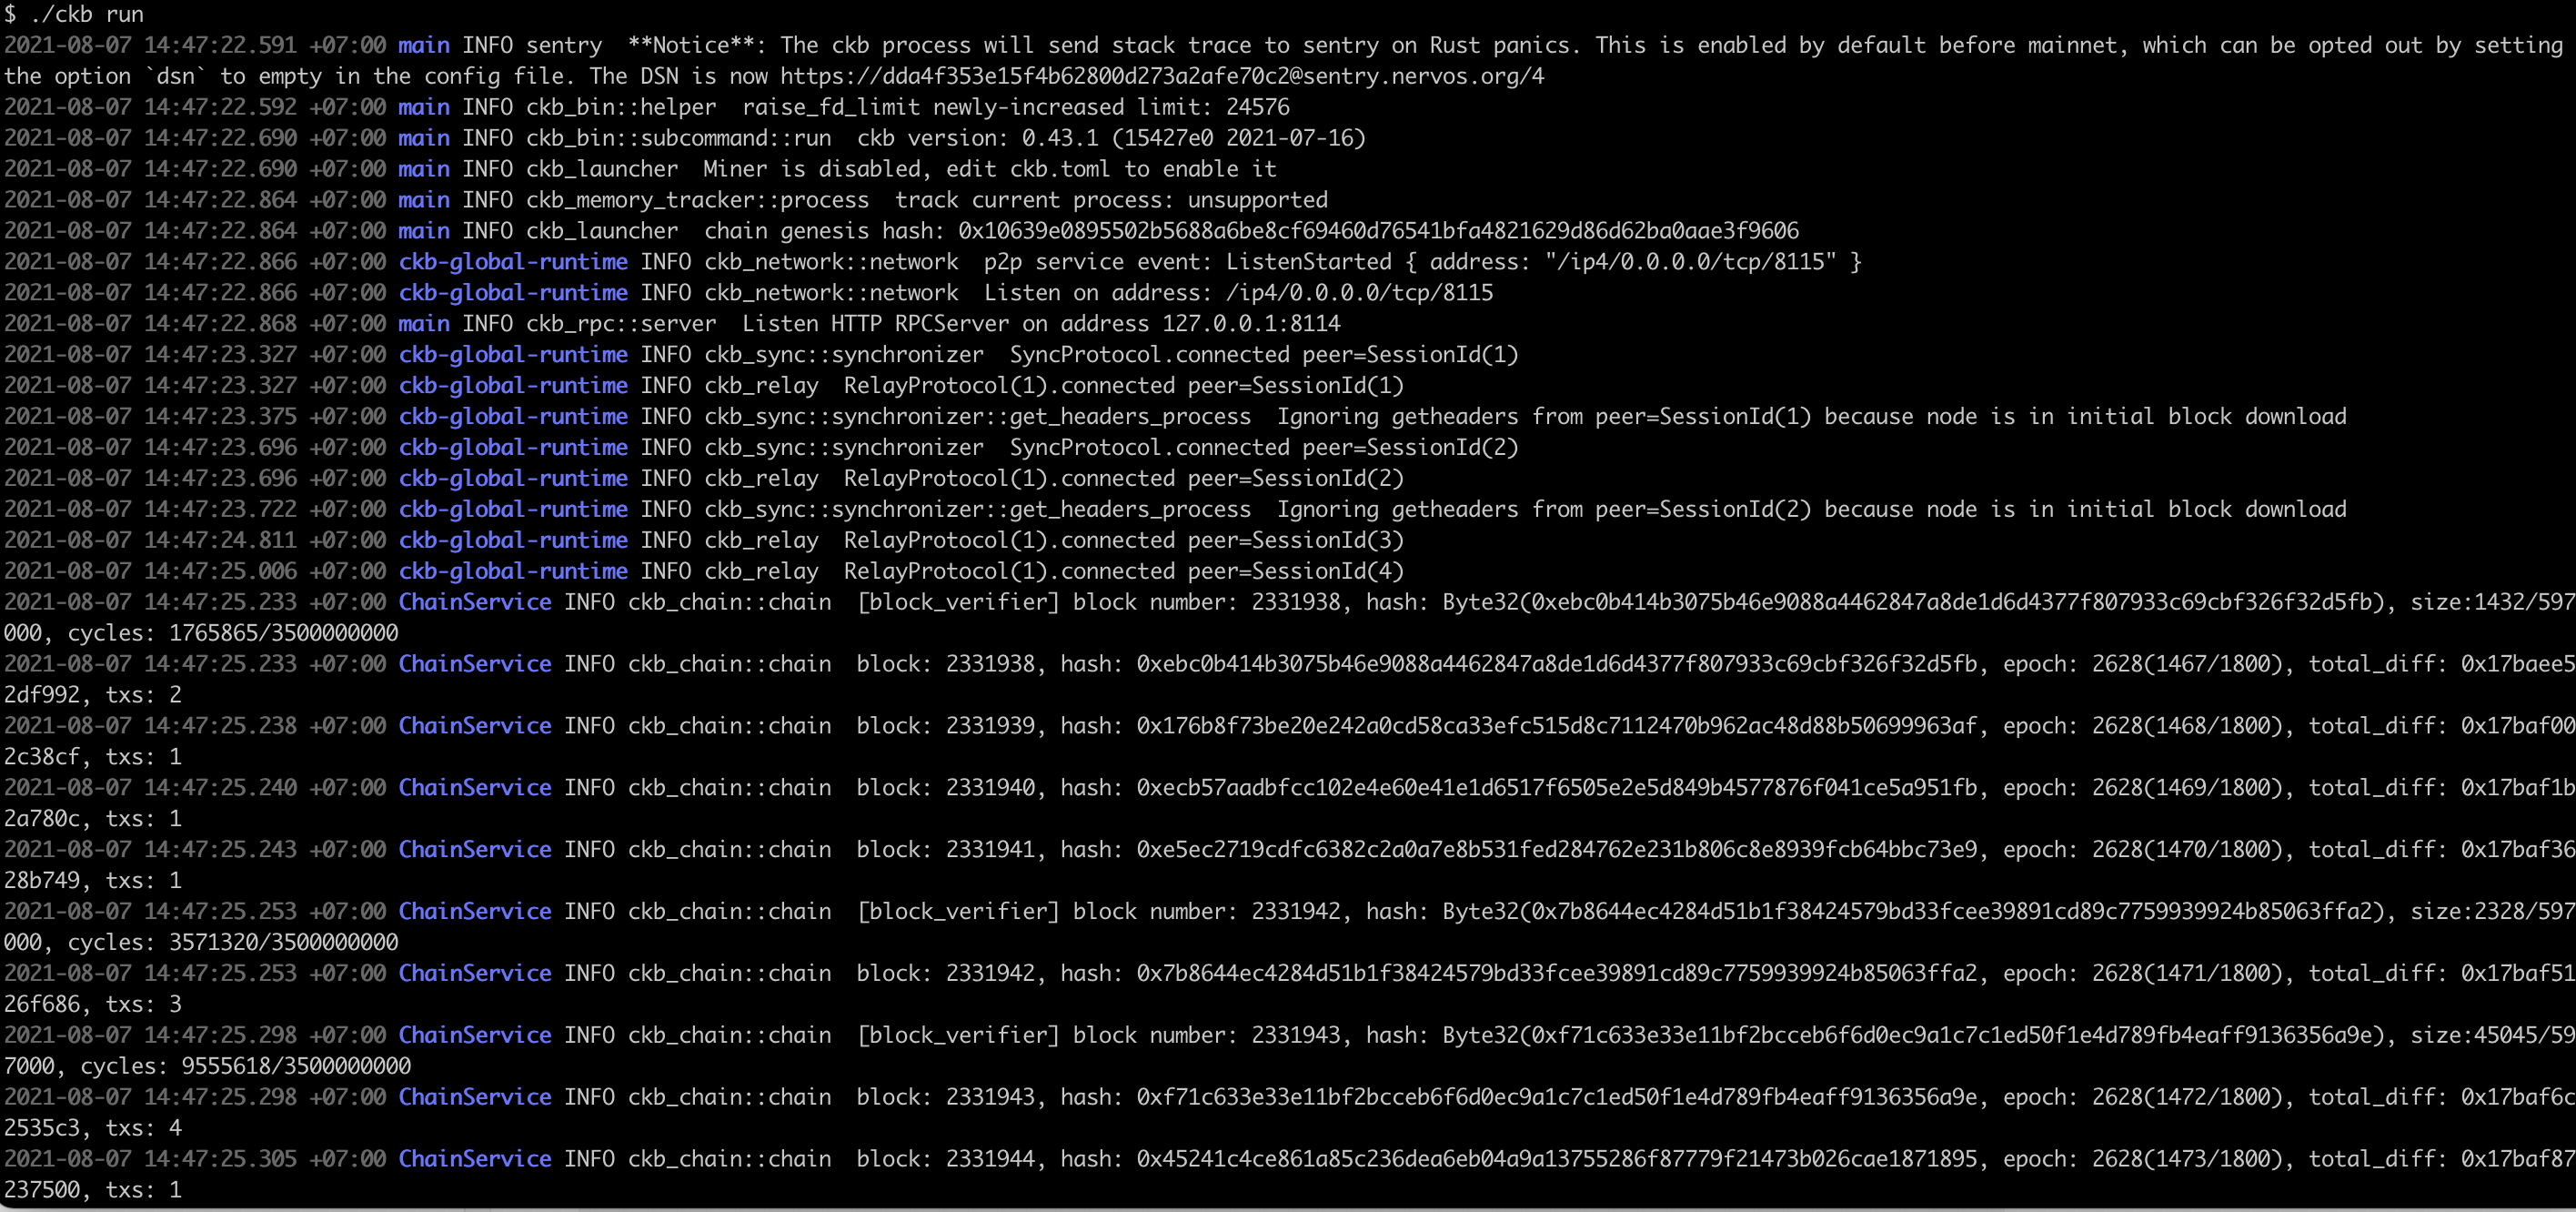 $ ./ckb run
2021-08-07 14:47:22.591 +07:00 main INFO sentry  **Notice**: The ckb process will send stack trace to sentry on Rust panics. This is enabled by default before mainnet, which can be opted out by setting
the option `dsn` to empty in the config file. The DSN is now https://dda4f353e15f4b62800d273a2afe70c2@sentry.nervos.org/4
2021-08-07 14:47:22.592 +07:00 main INFO ckb_bin::helper  raise_fd_limit newly-increased limit: 24576
2021-08-07 14:47:22.690 +07:00 main INFO ckb_bin::subcommand::run  ckb version: 0.43.1 (15427e0 2021-07-16)
2021-08-07 14:47:22.690 +07:00 main INFO ckb_launcher  Miner is disabled, edit ckb.toml to enable it
2021-08-07 14:47:22.864 +07:00 main INFO ckb_memory_tracker::process  track current process: unsupported
2021-08-07 14:47:22.864 +07:00 main INFO ckb_launcher  chain genesis hash: 0x10639e0895502b5688a6be8cf69460d76541bfa4821629d86d62ba0aae3f9606
2021-08-07 14:47:22.866 +07:00 ckb-global-runtime INFO ckb_network::network  p2p service event: ListenStarted { address: "/ip4/0.0.0.0/tcp/8115" }
2021-08-07 14:47:22.866 +07:00 ckb-global-runtime INFO ckb_network::network  Listen on address: /ip4/0.0.0.0/tcp/8115
2021-08-07 14:47:22.868 +07:00 main INFO ckb_rpc::server  Listen HTTP RPCServer on address 127.0.0.1:8114
2021-08-07 14:47:23.327 +07:00 ckb-global-runtime INFO ckb_sync::synchronizer  SyncProtocol.connected peer=SessionId(1)
2021-08-07 14:47:23.327 +07:00 ckb-global-runtime INFO ckb_relay  RelayProtocol(1).connected peer=SessionId(1)
2021-08-07 14:47:23.375 +07:00 ckb-global-runtime INFO ckb_sync::synchronizer::get_headers_process  Ignoring getheaders from peer=SessionId(1) because node is in initial block download
2021-08-07 14:47:23.696 +07:00 ckb-global-runtime INFO ckb_sync::synchronizer  SyncProtocol.connected peer=SessionId(2)
2021-08-07 14:47:23.696 +07:00 ckb-global-runtime INFO ckb_relay  RelayProtocol(1).connected peer=SessionId(2)
2021-08-07 14:47:23.722 +07:00 ckb-global-runtime INFO ckb_sync::synchronizer::get_headers_process  Ignoring getheaders from peer=SessionId(2) because node is in initial block download
2021-08-07 14:47:24.811 +07:00 ckb-global-runtime INFO ckb_relay  RelayProtocol(1).connected peer=SessionId(3)
2021-08-07 14:47:25.006 +07:00 ckb-global-runtime INFO ckb_relay  RelayProtocol(1).connected peer=SessionId(4)
2021-08-07 14:47:25.233 +07:00 ChainService INFO ckb_chain::chain  [block_verifier] block number: 2331938, hash: Byte32(0xebc0b414b3075b46e9088a4462847a8de1d6d4377f807933c69cbf326f32d5fb), size:1432/597
000, cycles: 1765865/3500000000
2021-08-07 14:47:25.233 +07:00 ChainService INFO ckb_chain::chain  block: 2331938, hash: 0xebc0b414b3075b46e9088a4462847a8de1d6d4377f807933c69cbf326f32d5fb, epoch: 2628(1467/1800), total_diff: 0x17baee5
2df992, txs: 2
2021-08-07 14:47:25.238 +07:00 ChainService INFO ckb_chain::chain  block: 2331939, hash: 0x176b8f73be20e242a0cd58ca33efc515d8c7112470b962ac48d88b50699963af, epoch: 2628(1468/1800), total_diff: 0x17baf00
2c38cf, txs: 1
2021-08-07 14:47:25.240 +07:00 ChainService INFO ckb_chain::chain  block: 2331940, hash: 0xecb57aadbfcc102e4e60e41e1d6517f6505e2e5d849b4577876f041ce5a951fb, epoch: 2628(1469/1800), total_diff: 0x17baf1b
2a780c, txs: 1
2021-08-07 14:47:25.243 +07:00 ChainService INFO ckb_chain::chain  block: 2331941, hash: 0xe5ec2719cdfc6382c2a0a7e8b531fed284762e231b806c8e8939fcb64bbc73e9, epoch: 2628(1470/1800), total_diff: 0x17baf36
28b749, txs: 1
2021-08-07 14:47:25.253 +07:00 ChainService INFO ckb_chain::chain  [block_verifier] block number: 2331942, hash: Byte32(0x7b8644ec4284d51b1f38424579bd33fcee39891cd89c7759939924b85063ffa2), size:2328/597
000, cycles: 3571320/3500000000
2021-08-07 14:47:25.253 +07:00 ChainService INFO ckb_chain::chain  block: 2331942, hash: 0x7b8644ec4284d51b1f38424579bd33fcee39891cd89c7759939924b85063ffa2, epoch: 2628(1471/1800), total_diff: 0x17baf51
26f686, txs: 3
2021-08-07 14:47:25.298 +07:00 ChainService INFO ckb_chain::chain  [block_verifier] block number: 2331943, hash: Byte32(0xf71c633e33e11bf2bcceb6f6d0ec9a1c7c1ed50f1e4d789fb4eaff9136356a9e), size:45045/59
7000, cycles: 9555618/3500000000
2021-08-07 14:47:25.298 +07:00 ChainService INFO ckb_chain::chain  block: 2331943, hash: 0xf71c633e33e11bf2bcceb6f6d0ec9a1c7c1ed50f1e4d789fb4eaff9136356a9e, epoch: 2628(1472/1800), total_diff: 0x17baf6c
2535c3, txs: 4
2021-08-07 14:47:25.305 +07:00 ChainService INFO ckb_chain::chain  block: 2331944, hash: 0x45241c4ce861a85c236dea6eb04a9a13755286f87779f21473b026cae1871895, epoch: 2628(1473/1800), total_diff: 0x17baf87
237500, txs: 1